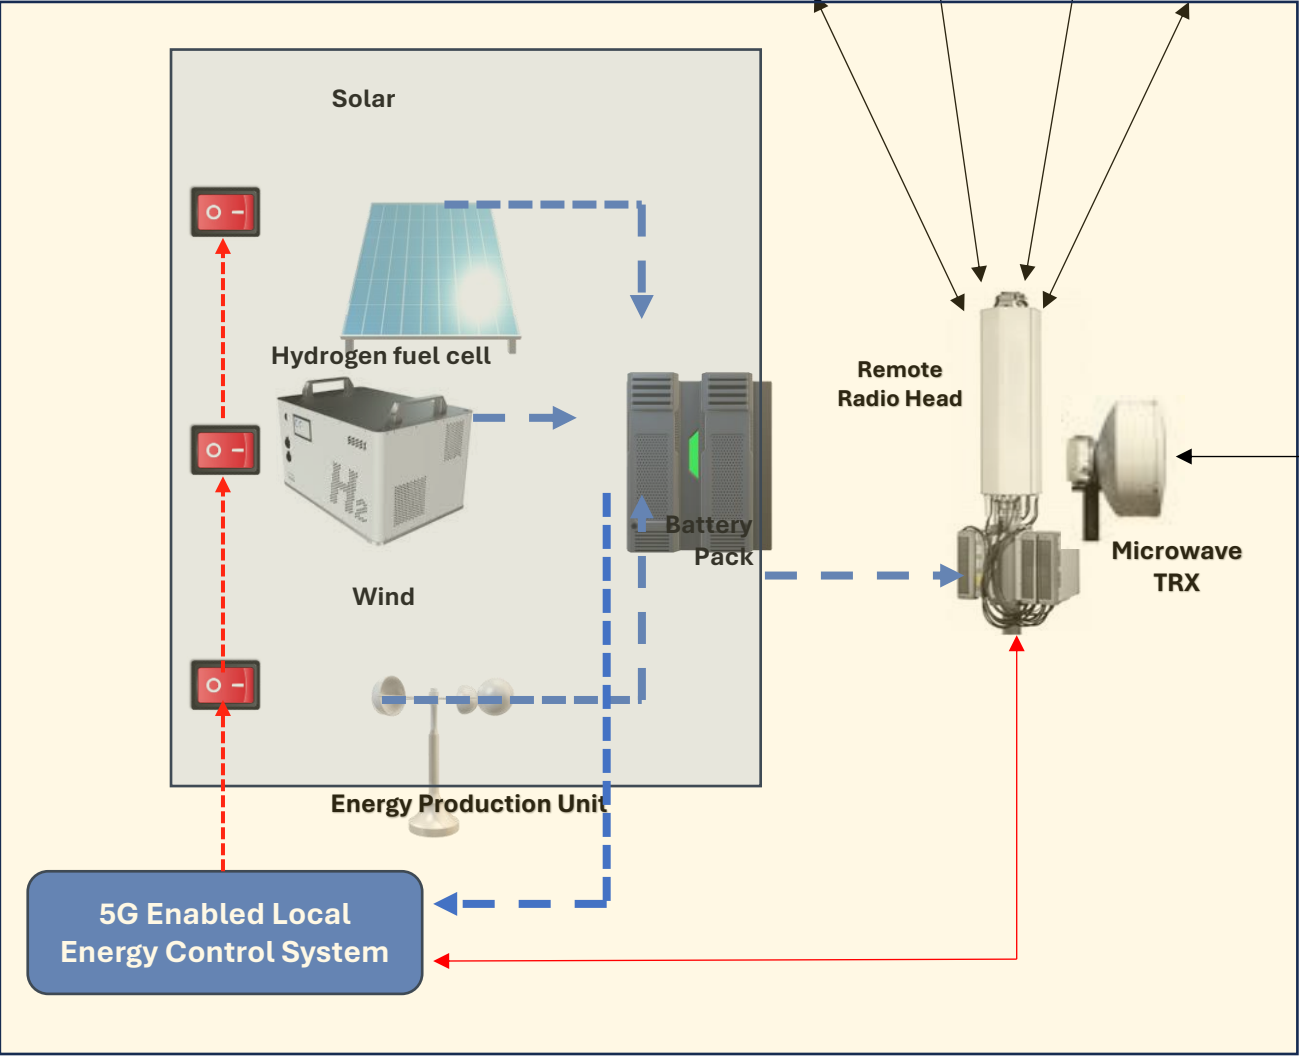 Solar
Hydrogen fuel cell
H2
Battery
Pack
Wind
Energy Production Unit
Remote
Radio Head
Microwave
TRX
5G Enabled Local
Energy Control System